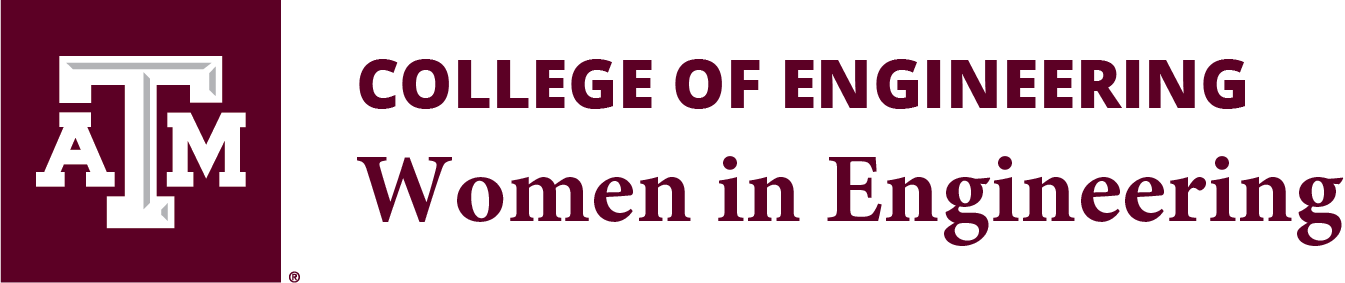 ATM
COLLEGE OF ENGINEERING
Women in Engineering
®